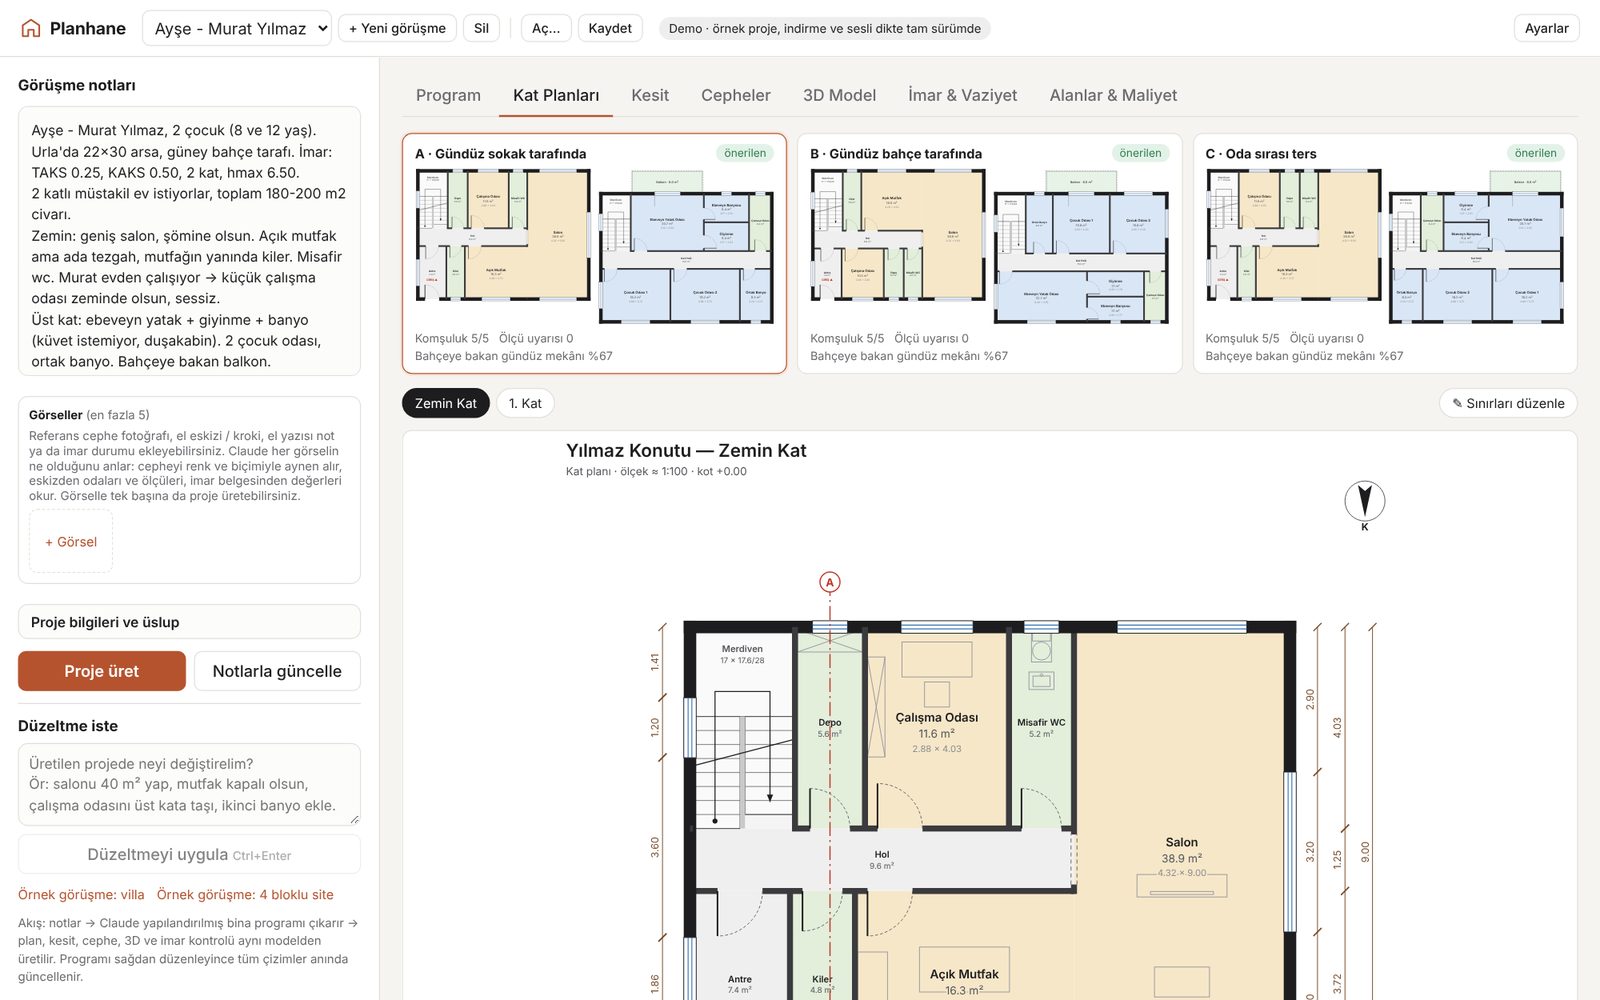 Planhane
Ayşe - Murat Yılmaz
+ Yeni görüşme
Sil
Aç...
Kaydet
Demo · örnek proje, indirme ve sesli dikte tam sürümde
Ayarlar
Görüşme notları
Ayşe - Murat Yılmaz, 2 çocuk (8 ve 12 yaş).
Urla'da 22×30 arsa, güney bahçe tarafı. İmar:
TAKS 0.25, KAKS 0.50, 2 kat, hmax 6.50.
2 katlı müstakil ev istiyorlar, toplam 180-200 m2
civarı.
Zemin: geniş salon, şömine olsun. Açık mutfak
ama ada tezgah, mutfağın yanında kiler. Misafir
wc. Murat evden çalışıyor → küçük çalışma
odası zeminde olsun, sessiz.
Üst kat: ebeveyn yatak + giyinme + banyo
(küvet istemiyor, duşakabin). 2 çocuk odası,
ortak banyo. Bahçeye bakan balkon.
Görseller (en fazla 5)
Referans cephe fotoğrafı, el eskizi / kroki, el yazısı not
ya da imar durumu ekleyebilirsiniz. Claude her görselin
ne olduğunu anlar: cepheyi renk ve biçimiyle aynen alır,
eskizden odaları ve ölçüleri, imar belgesinden değerleri
okur. Görselle tek başına da proje üretebilirsiniz.
+ Görsel
Proje bilgileri ve üslup
Proje üret
Notlarla güncelle
Düzeltme iste
Üretilen projede neyi değiştirelim?
Ör: salonu 40 m² yap, mutfak kapalı olsun,
çalışma odasını üst kata taşı, ikinci banyo ekle.
Düzeltmeyi uygula Ctrl+Enter
Örnek görüşme: villa
Örnek görüşme: 4 bloklu site
Akış: notlar → Claude yapılandırılmış bina programı çıkarır →
plan, kesit, cephe, 3D ve imar kontrolü aynı modelden
üretilir. Programı sağdan düzenleyince tüm çizimler anında
güncellenir.
Program
Kat Planları
Kesit
Cepheler
3D Model
İmar & Vaziyet
Alanlar & Maliyet
A · Gündüz sokak tarafında
önerilen
Komşuluk 5/5 Ölçü uyarısı 0
Bahçeye bakan gündüz mekânı %67
B · Gündüz bahçe tarafında
önerilen
Komşuluk 5/5 Ölçü uyarısı 0
Bahçeye bakan gündüz mekânı %67
C · Oda sırası ters
önerilen
Komşuluk 5/5 Ölçü uyarısı 0
Bahçeye bakan gündüz mekânı %67
Zemin Kat
1. Kat
✎ Sınırları düzenle
Yılmaz Konutu — Zemin Kat
Kat planı · ölçek ≈ 1:100 · kot +0.00
K
A
Merdiven
17 × 17.6/28
Depo
5.6 m²
Çalışma Odası
11.6 m²
2.88 × 4.03
Misafir WC
5.2 m²
Salon
38.9 m²
4.32 × 9.00
Hol
9.6 m²
Antre
7.4 m²
Kiler
4.8 m²
Açık Mutfak
16.3 m²
1.41
1.20
3.60
1.86
2.90
4.03
3.20
1.25
9.00
3.72